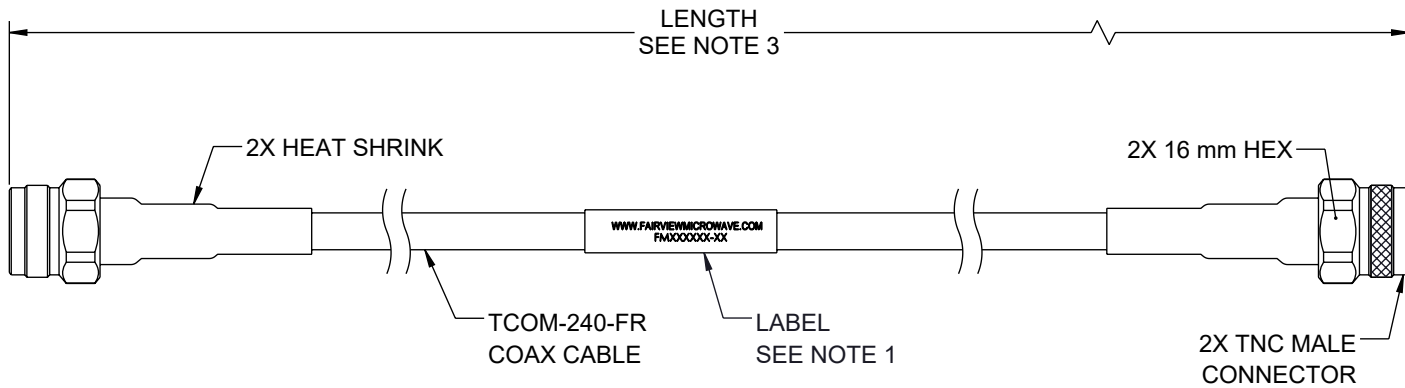 LENGTH
SEE NOTE 3
2X HEAT SHRINK
2X 16 mm HEX
WWW.FAIRVIEWMICROWAVE.COM
FMXXXXXX-XX
TCOM-240-FR
COAX CABLE
LABEL
SEE NOTE 1
2X TNC MALE
CONNECTOR